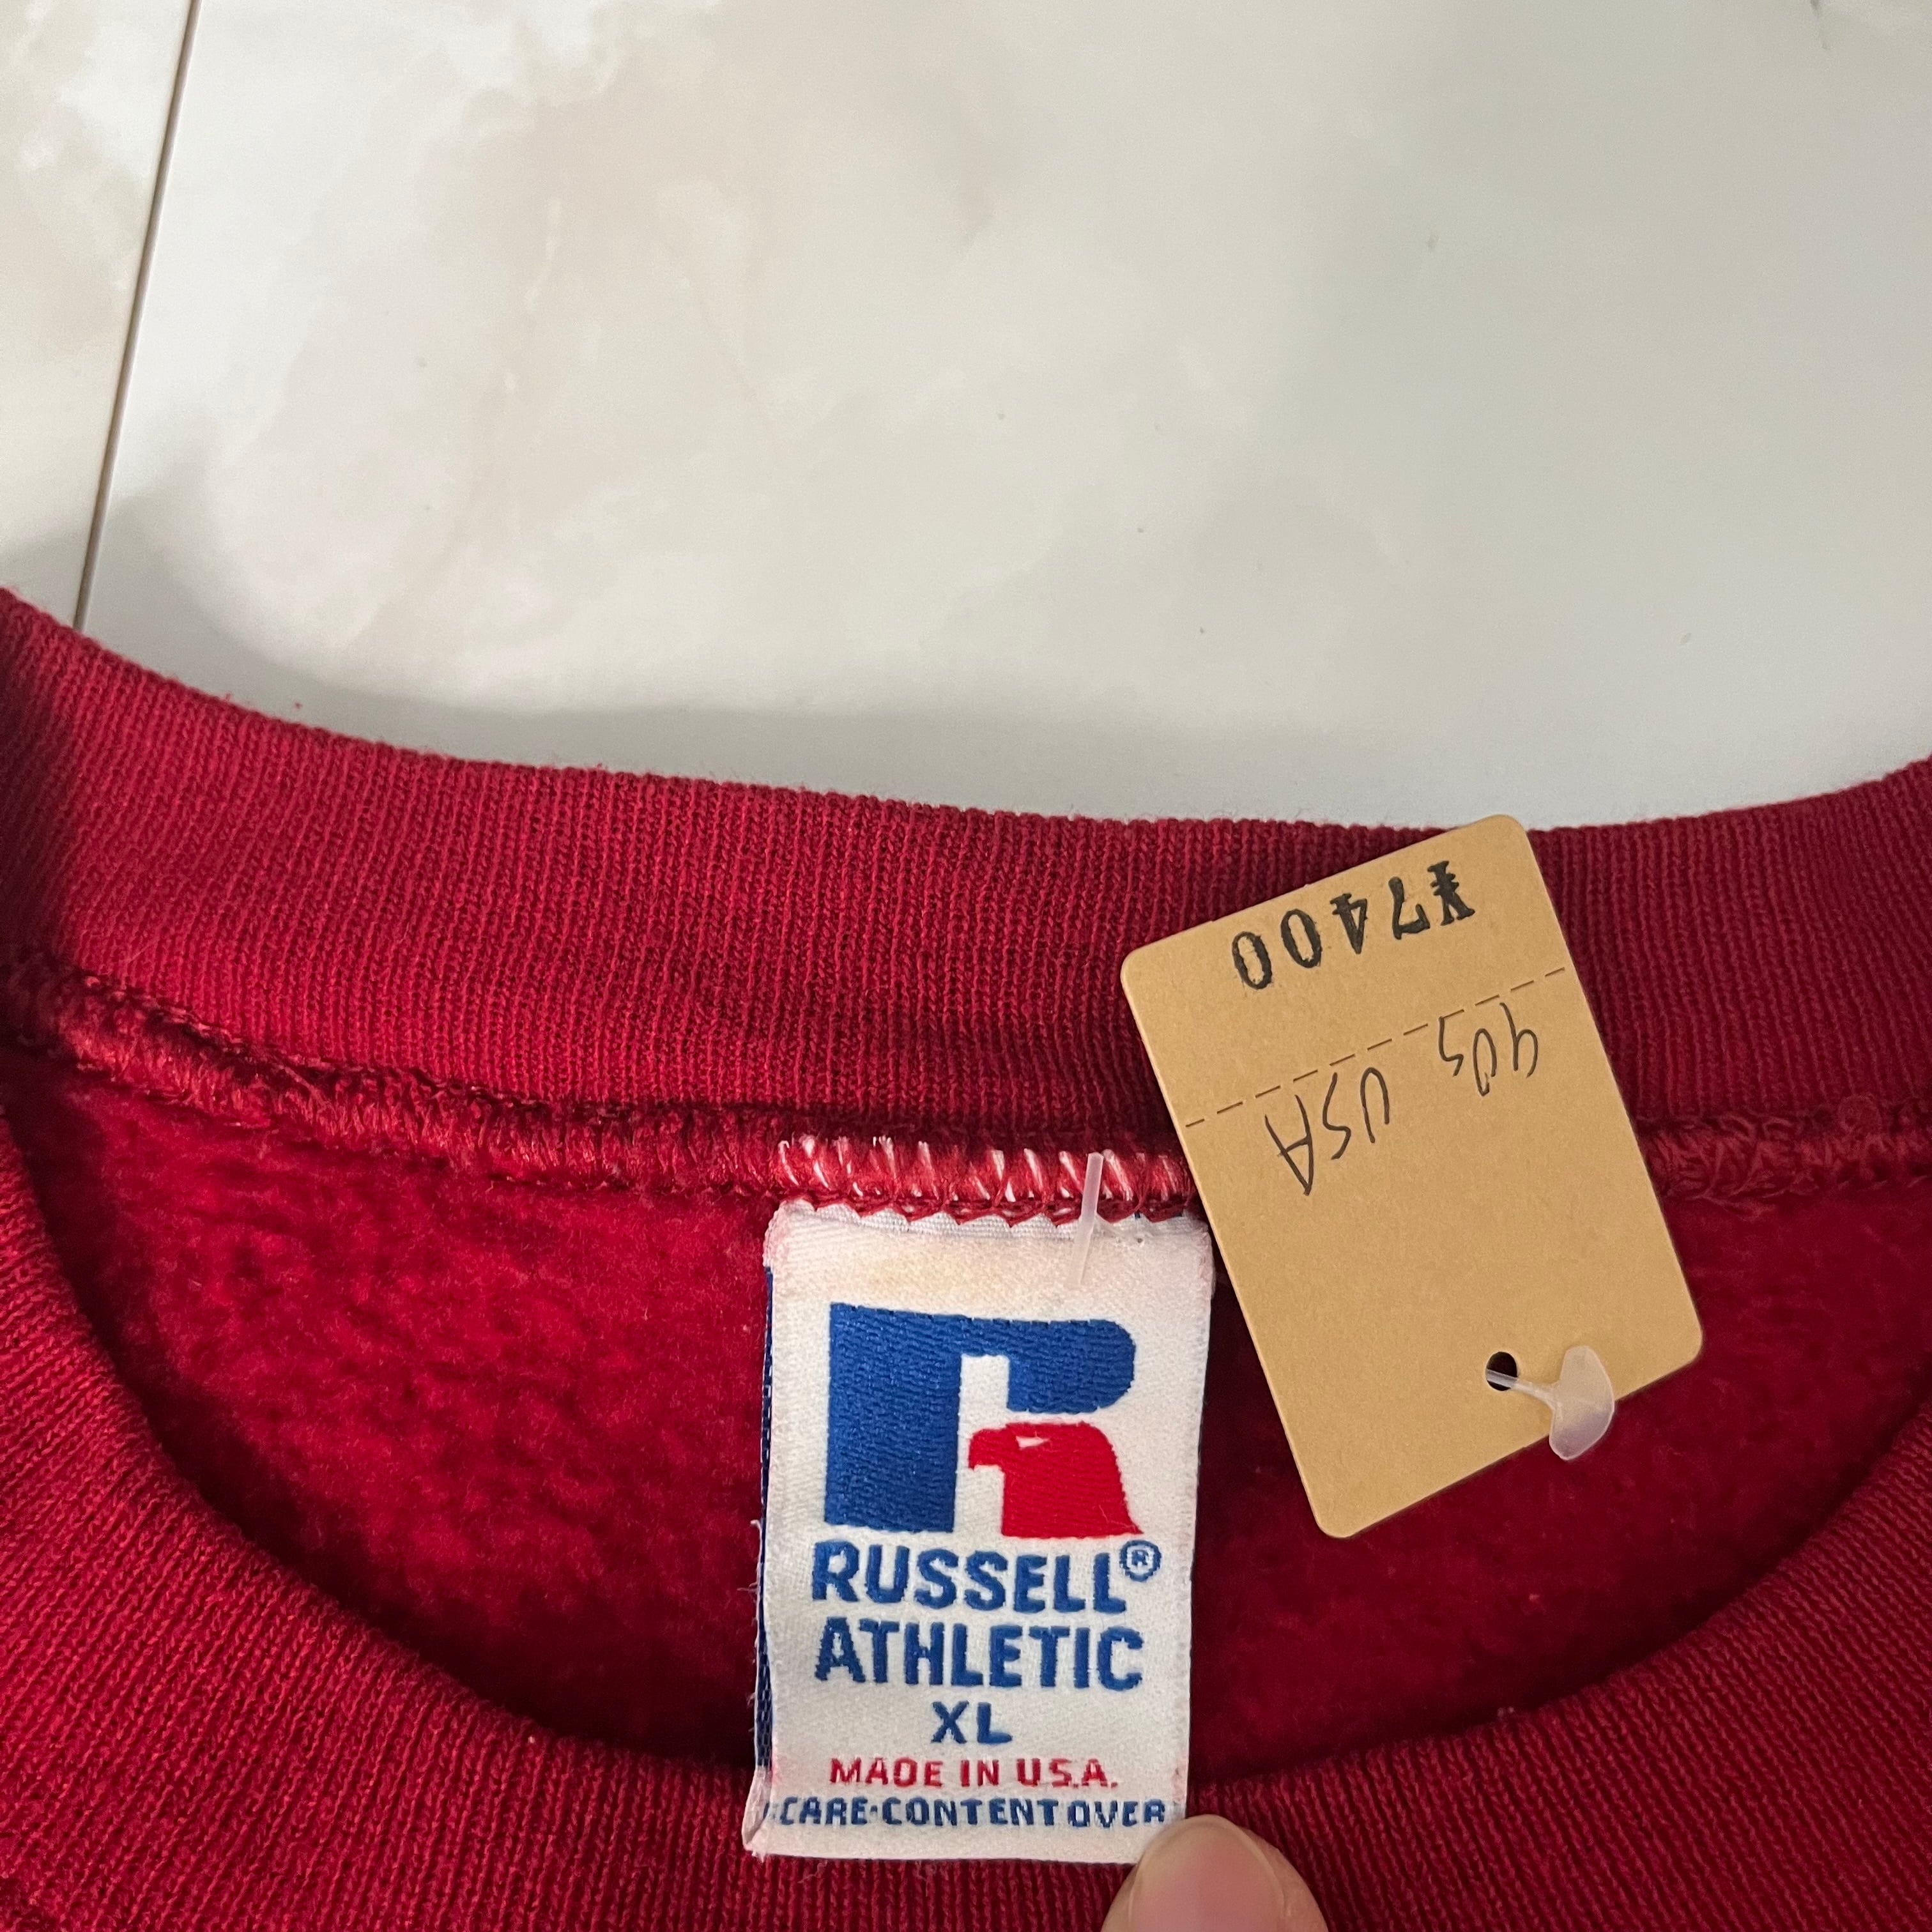 ¥7400
90s USA
RUSSELL®
ATHLETIC
XL
MADE IN U.S.A.
CARE·CONTENT OVER